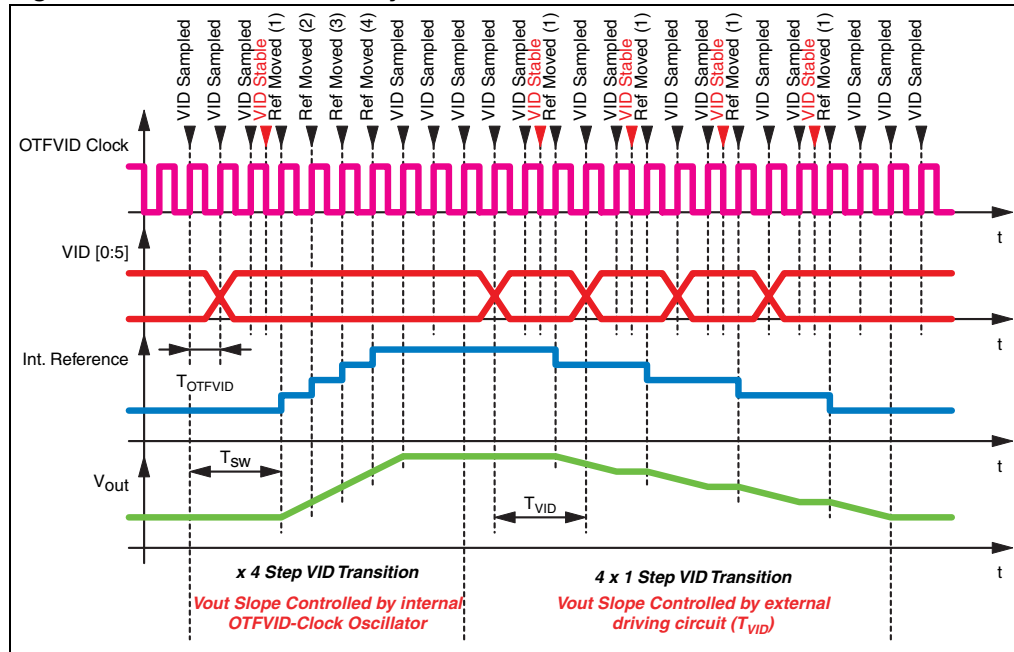 VID Sampled
VID Sampled
VID Sampled
VID Stable
Ref Moved (1)
Ref Moved (2)
Ref Moved (3)
Ref Moved (4)
VID Sampled
VID Sampled
VID Sampled
VID Sampled
VID Sampled
VID Stable
Ref Moved (1)
VID Sampled
VID Sampled
VID Stable
Ref Moved (1)
VID Sampled
VID Sampled
VID Stable
Ref Moved (1)
VID Sampled
VID Sampled
VID Stable
Ref Moved (1)
VID Sampled
VID Sampled
VID Sampled
OTFVID Clock
t
VID [0:5]
t
Int. Reference
TOTFVID
t
TSW
Vout
TVID
t
x 4 Step VID Transition
4 x 1 Step VID Transition
Vout Slope Controlled by internal
OTFVID-Clock Oscillator
Vout Slope Controlled by external
driving circuit (TVID)